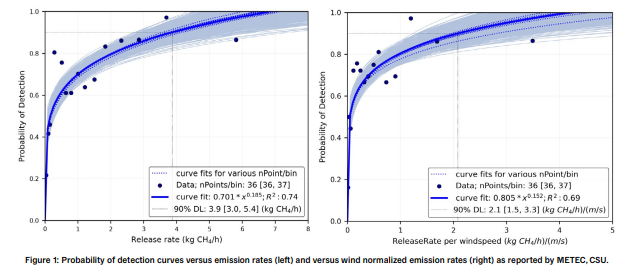 1.0
0.8
0.6
0.4
0.2
0.0
Probability of Detection
0 1 2 3 4 5 6 7 8
Release rate (kg CH₄/h)
curve fits for various nPoint/bin
Data; nPoints/bin: 36 [36, 37]
curve fit: 0.701 * x^0.185; R²: 0.74
90% DL: 3.9 [3.0, 5.4] (kg CH₄/h)
1.0
0.8
0.6
0.4
0.2
0.0
Probability of Detection
0 1 2 3 4 5
ReleaseRate per windspeed (kg CH₄/h)/(m/s)
curve fits for various nPoint/bin
Data; nPoints/bin: 36 [36, 37]
curve fit: 0.805 * x^0.152; R²: 0.69
90% DL: 2.1 [1.5, 3.3] (kg CH₄/h)/(m/s)
Figure 1: Probability of detection curves versus emission rates (left) and versus wind normalized emission rates (right) as reported by METEC, CSU.